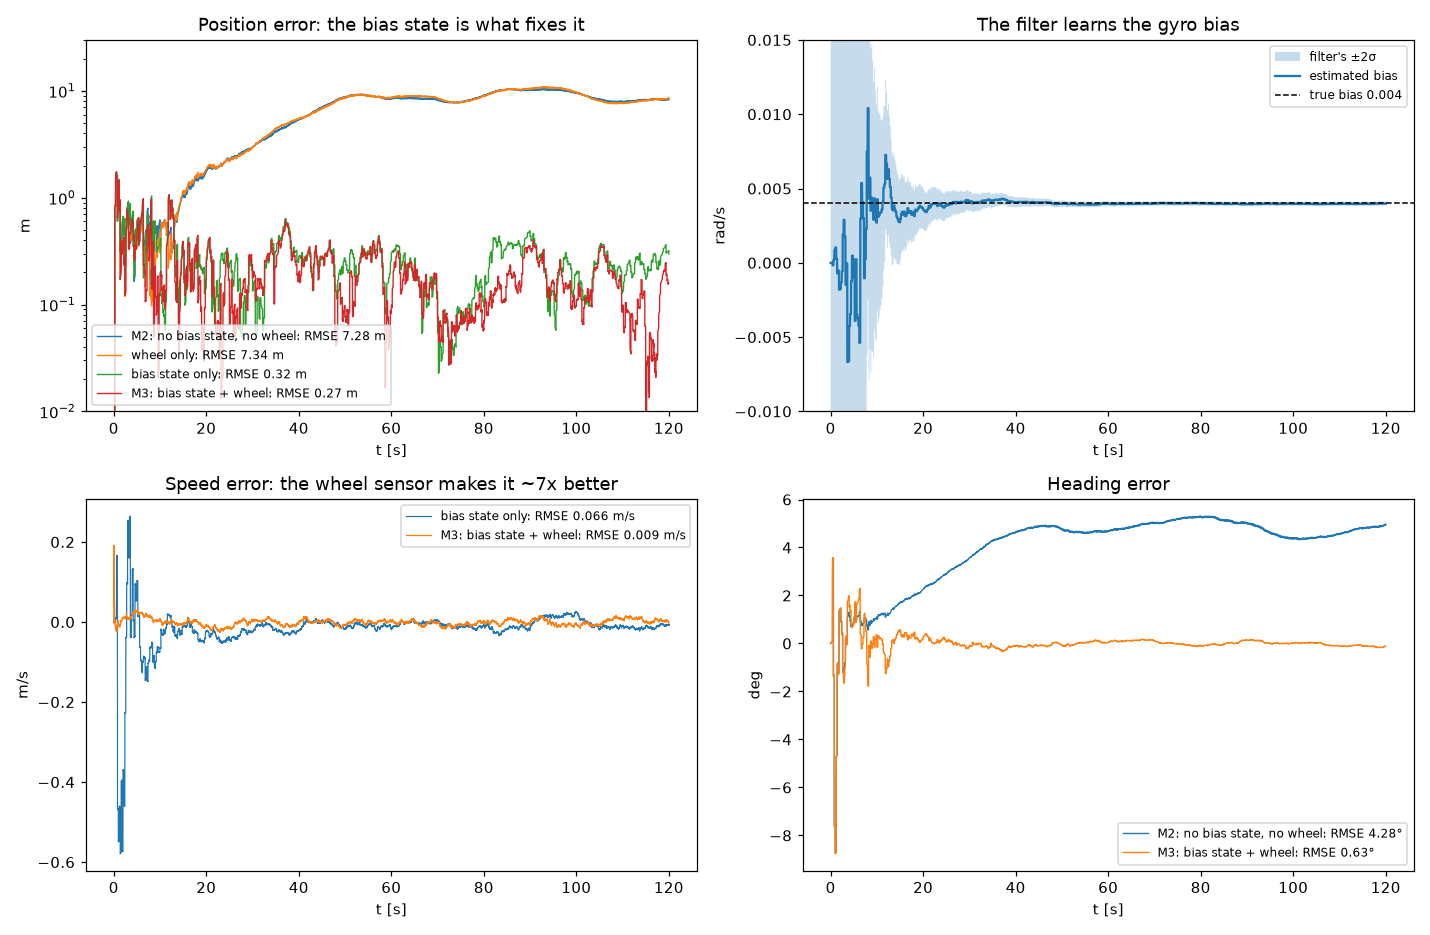 Position error: the bias state is what fixes it
10¹
10⁰
10⁻¹
10⁻²
m
M2: no bias state, no wheel: RMSE 7.28 m
wheel only: RMSE 7.34 m
bias state only: RMSE 0.32 m
M3: bias state + wheel: RMSE 0.27 m
0 20 40 60 80 100 120
t [s]
The filter learns the gyro bias
0.015
0.010
0.005
0.000
−0.005
−0.010
rad/s
filter's ±2σ
estimated bias
true bias 0.004
0 20 40 60 80 100 120
t [s]
Speed error: the wheel sensor makes it ~7x better
0.2
0.0
−0.2
−0.4
−0.6
m/s
bias state only: RMSE 0.066 m/s
M3: bias state + wheel: RMSE 0.009 m/s
0 20 40 60 80 100 120
t [s]
Heading error
6
4
2
0
−2
−4
−6
−8
deg
M2: no bias state, no wheel: RMSE 4.28°
M3: bias state + wheel: RMSE 0.63°
0 20 40 60 80 100 120
t [s]